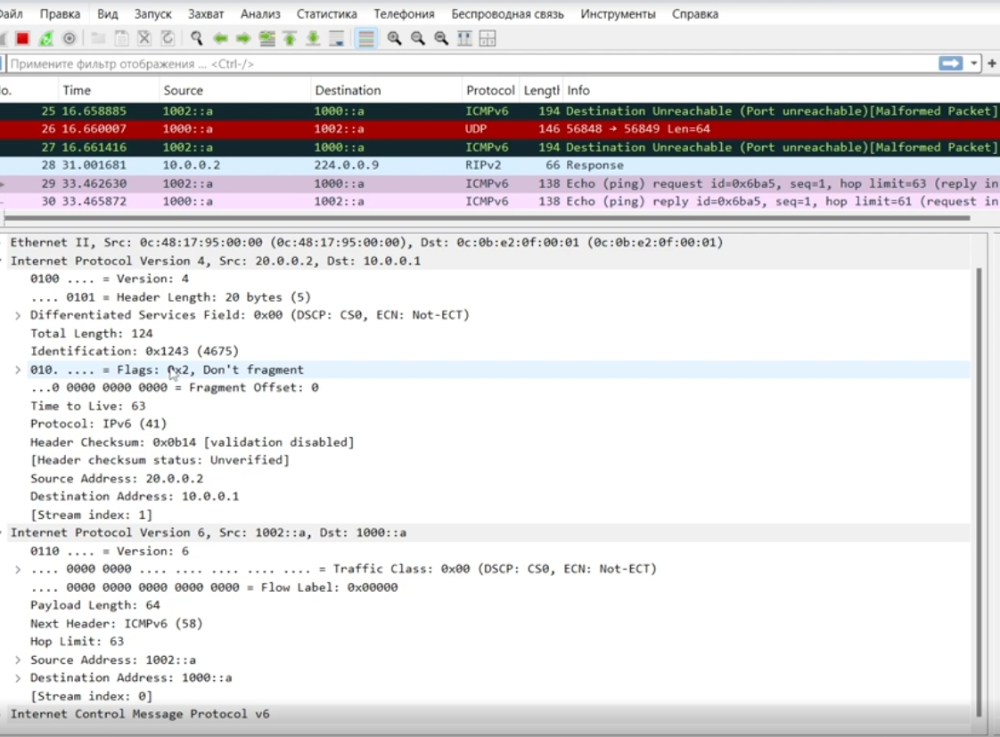 Файл Правка Вид Запуск Захват Анализ Статистика Телефония Беспроводная связь Инструменты Справка
Примените фильтр отображения ... <Ctrl-/>
No. Time Source Destination Protocol Length Info
25 16.658885 1002::a 1000::a ICMPv6 194 Destination Unreachable (Port unreachable)[Malformed Packet]
26 16.660007 1000::a 1002::a UDP 146 56848 → 56849 Len=64
27 16.661416 1002::a 1000::a ICMPv6 194 Destination Unreachable (Port unreachable)[Malformed Packet]
28 31.001681 10.0.0.2 224.0.0.9 RIPv2 66 Response
29 33.462630 1002::a 1000::a ICMPv6 138 Echo (ping) request id=0x6ba5, seq=1, hop limit=63 (reply in
30 33.465872 1000::a 1002::a ICMPv6 138 Echo (ping) reply id=0x6ba5, seq=1, hop limit=61 (request in
Ethernet II, Src: 0c:48:17:95:00:00 (0c:48:17:95:00:00), Dst: 0c:0b:e2:0f:00:01 (0c:0b:e2:0f:00:01)
Internet Protocol Version 4, Src: 20.0.0.2, Dst: 10.0.0.1
0100 .... = Version: 4
.... 0101 = Header Length: 20 bytes (5)
Differentiated Services Field: 0x00 (DSCP: CS0, ECN: Not-ECT)
Total Length: 124
Identification: 0x1243 (4675)
010. .... = Flags: 0x2, Don't fragment
...0 0000 0000 0000 = Fragment Offset: 0
Time to Live: 63
Protocol: IPv6 (41)
Header Checksum: 0x0b14 [validation disabled]
[Header checksum status: Unverified]
Source Address: 20.0.0.2
Destination Address: 10.0.0.1
[Stream index: 1]
Internet Protocol Version 6, Src: 1002::a, Dst: 1000::a
0110 .... = Version: 6
.... 0000 0000 .... .... .... .... .... = Traffic Class: 0x00 (DSCP: CS0, ECN: Not-ECT)
.... 0000 0000 0000 0000 0000 = Flow Label: 0x00000
Payload Length: 64
Next Header: ICMPv6 (58)
Hop Limit: 63
Source Address: 1002::a
Destination Address: 1000::a
[Stream index: 0]
Internet Control Message Protocol v6